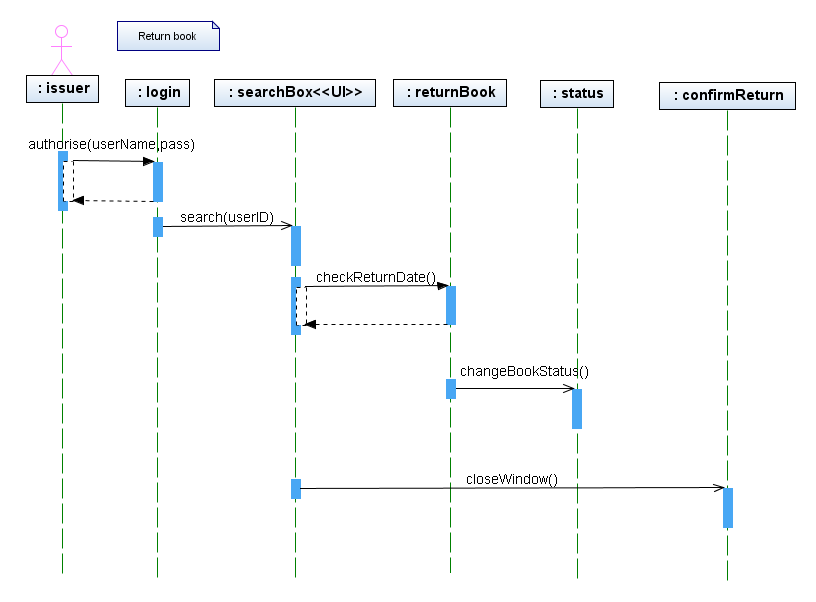 Return book
: issuer
: login
: searchBox<<UI>>
: returnBook
: status
: confirmReturn
authorise(userName,pass)
search(userID)
checkReturnDate()
changeBookStatus()
closeWindow()